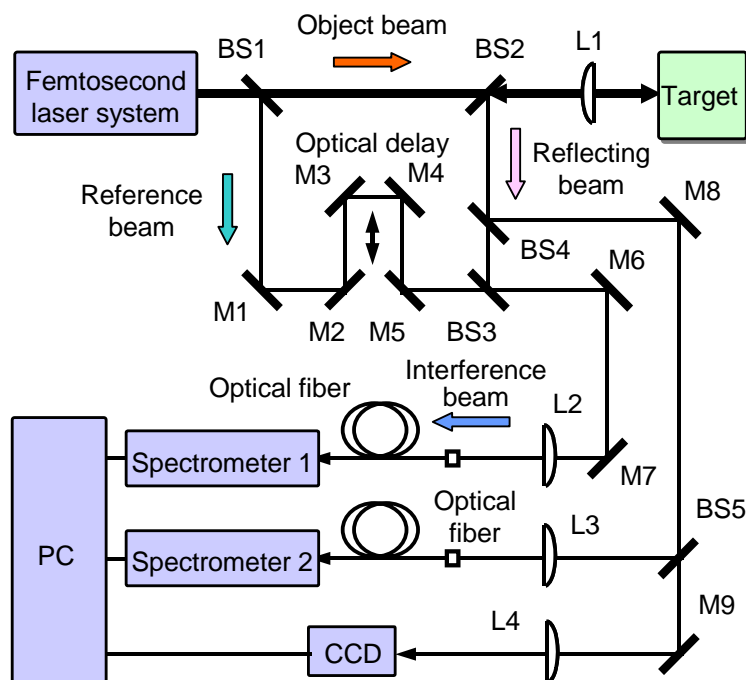 Object beam
BS1
BS2
L1
Femtosecond
laser system
Target
Optical delay
M3
M4
Reflecting
beam
Reference
beam
M8
BS4
M6
M1
M2
M5
BS3
Optical fiber
Interference
beam
L2
Spectrometer 1
M7
Optical
fiber
L3
BS5
PC
Spectrometer 2
M9
L4
CCD